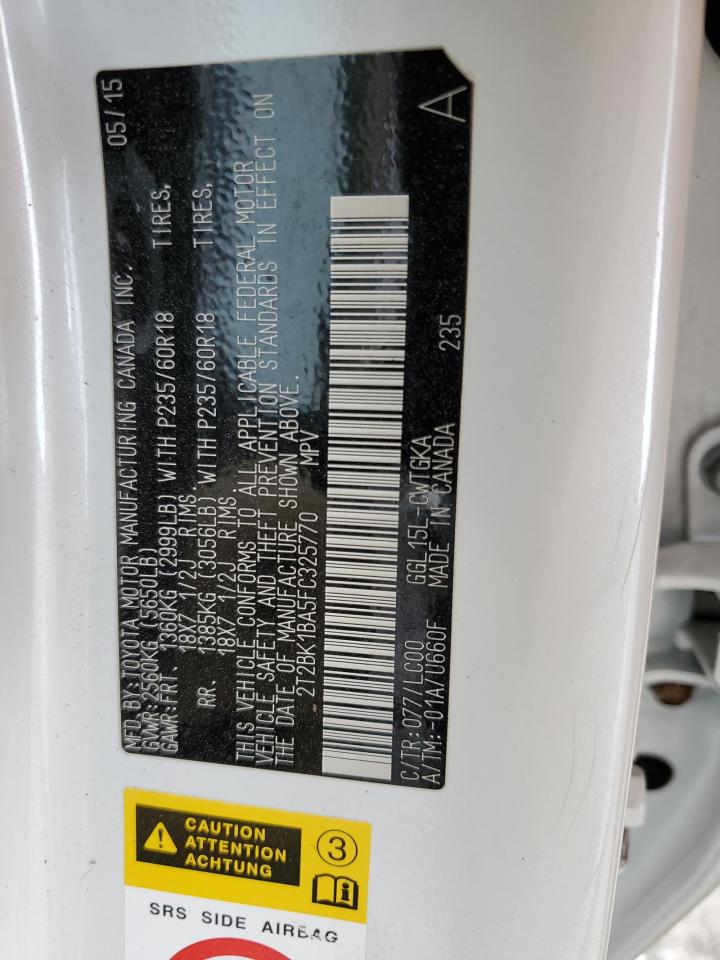 MFD. BY: TOYOTA MOTOR MANUFACTURING CANADA INC. 05/15
GVWR: 2560KG (5650LB)
GAWR: FRT. 1360KG (2999LB) WITH P235/60R18 TIRES,
18X7 1/2J RIMS.
RR. 1385KG (3056LB) WITH P235/60R18 TIRES,
18X7 1/2J RIMS.
THIS VEHICLE CONFORMS TO ALL APPLICABLE FEDERAL MOTOR
VEHICLE SAFETY AND THEFT PREVENTION STANDARDS IN EFFECT ON
THE DATE OF MANUFACTURE SHOWN ABOVE.
2T2BK1BA5FC325770 MPV
C/TR: 077/LC00 GGL15L-CWTGKA 235 A
A/TM:-01A/U660F MADE IN CANADA
CAUTION
ATTENTION
ACHTUNG
3
SRS SIDE AIRBAG